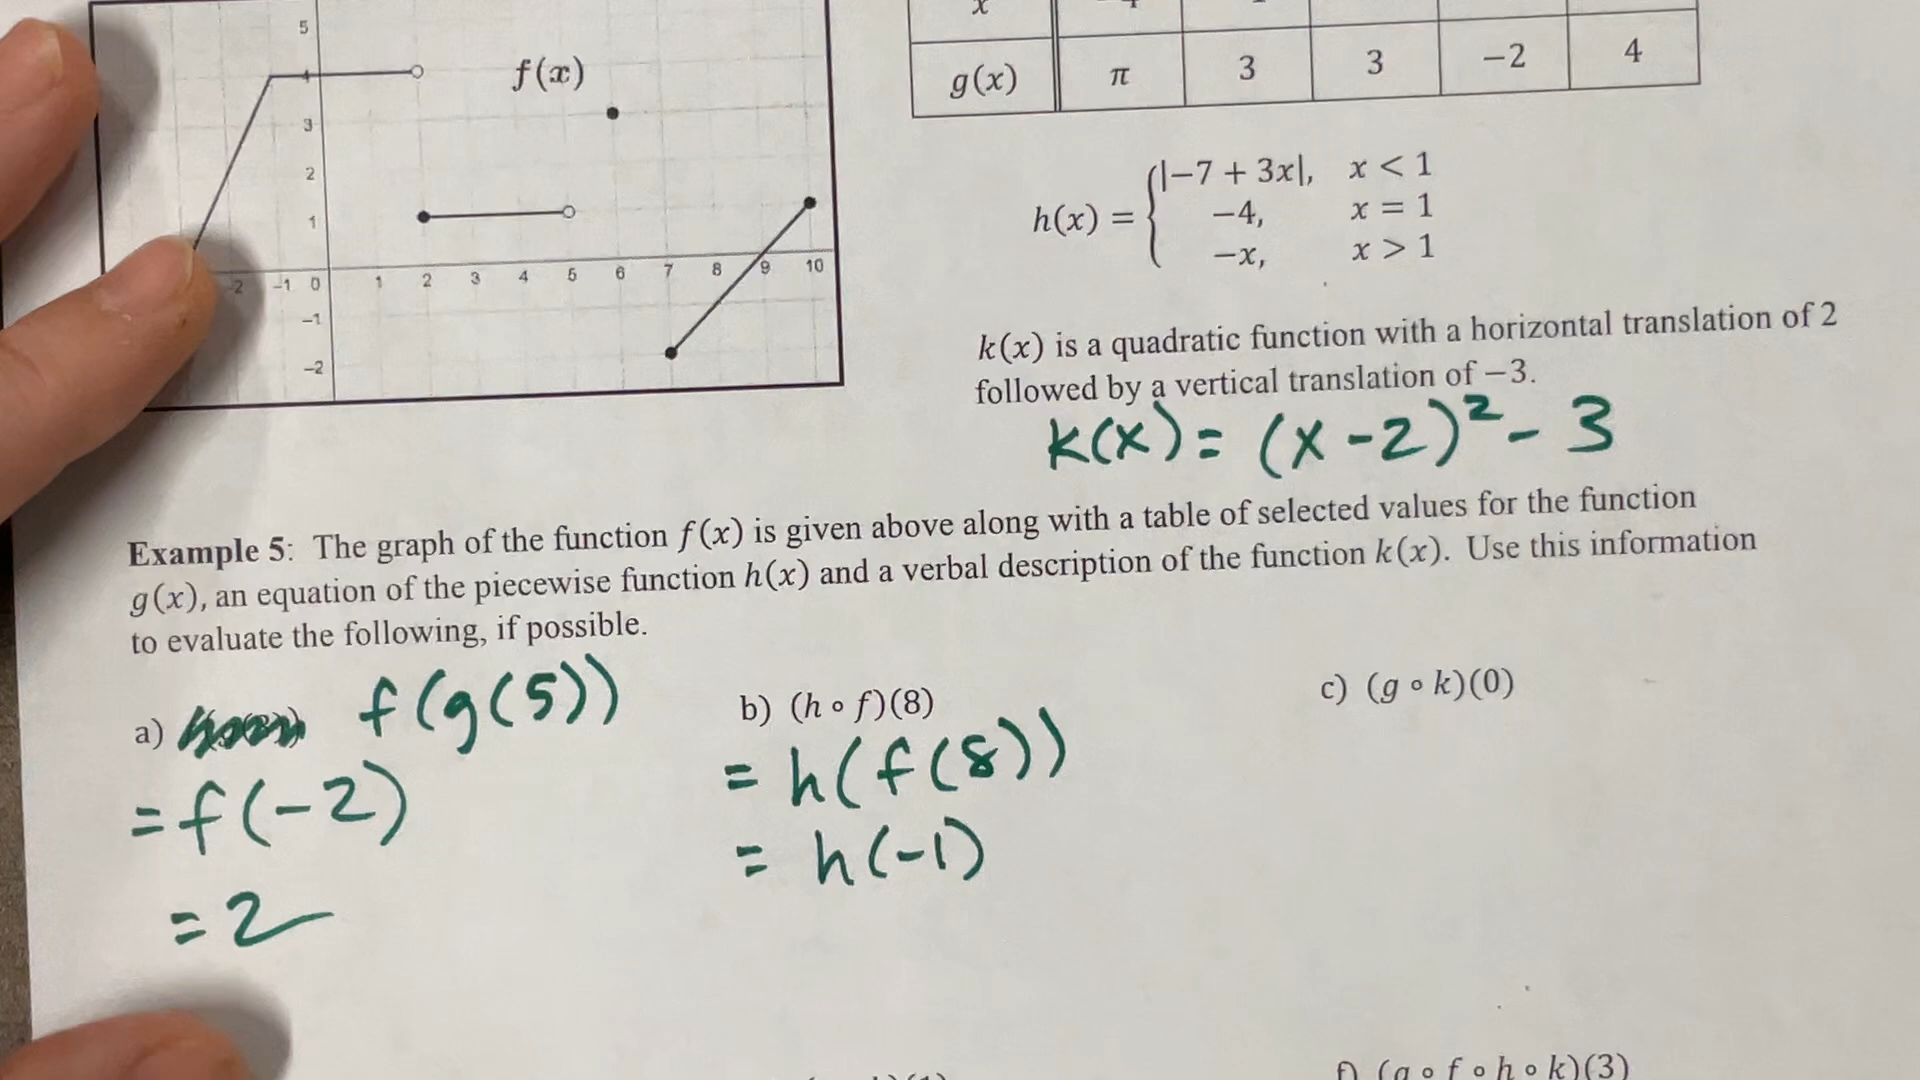 5
4
3
2
1
-2 -1 0 1 2 3 4 5 6 7 8 9 10
-1
-2
f(x)
x
g(x) π 3 3 −2 4
h(x) = { |−7 + 3x|, x < 1
−4, x = 1
−x, x > 1
k(x) is a quadratic function with a horizontal translation of 2
followed by a vertical translation of −3.
k(x) = (x - 2)² - 3
Example 5: The graph of the function f(x) is given above along with a table of selected values for the function
g(x), an equation of the piecewise function h(x) and a verbal description of the function k(x). Use this information
to evaluate the following, if possible.
a) f(g(5))
= f(-2)
= 2
b) (h ∘ f)(8)
= h(f(8))
= h(-1)
c) (g ∘ k)(0)
f) (g ∘ f ∘ h ∘ k)(3)